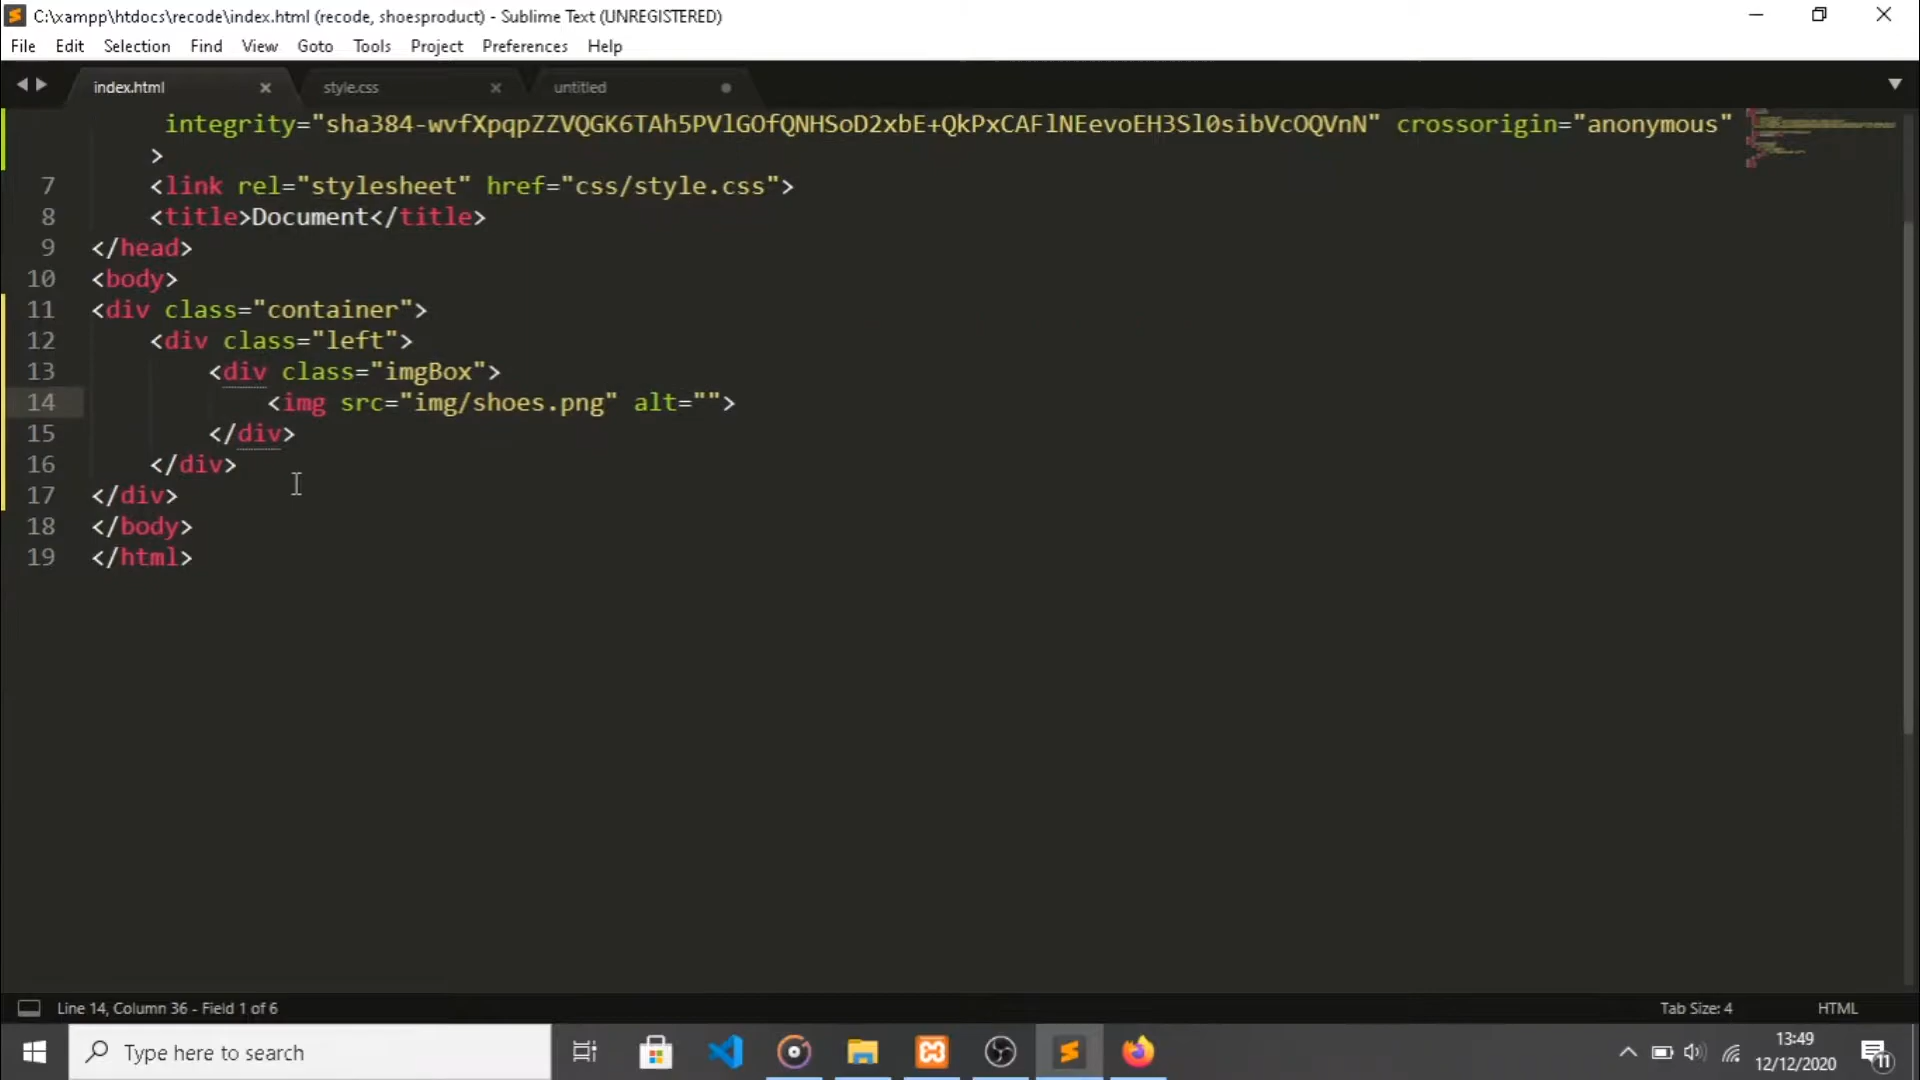 C:\xampp\htdocs\recode\index.html (recode, shoesproduct) - Sublime Text (UNREGISTERED)
File Edit Selection Find View Goto Tools Project Preferences Help
index.html style.css untitled
integrity="sha384-wvfXpqpZZVQGK6TAh5PVlGOfQNHSoD2xbE+QkPxCAFlNEevoEH3Sl0sibVcOQVnN" crossorigin="anonymous"
>
7 <link rel="stylesheet" href="css/style.css">
8 <title>Document</title>
9 </head>
10 <body>
11 <div class="container">
12 <div class="left">
13 <div class="imgBox">
14 <img src="img/shoes.png" alt="">
15 </div>
16 </div>
17 </div>
18 </body>
19 </html>
Line 14, Column 36 - Field 1 of 6
Tab Size: 4 HTML
Type here to search
13:49
12/12/2020
11